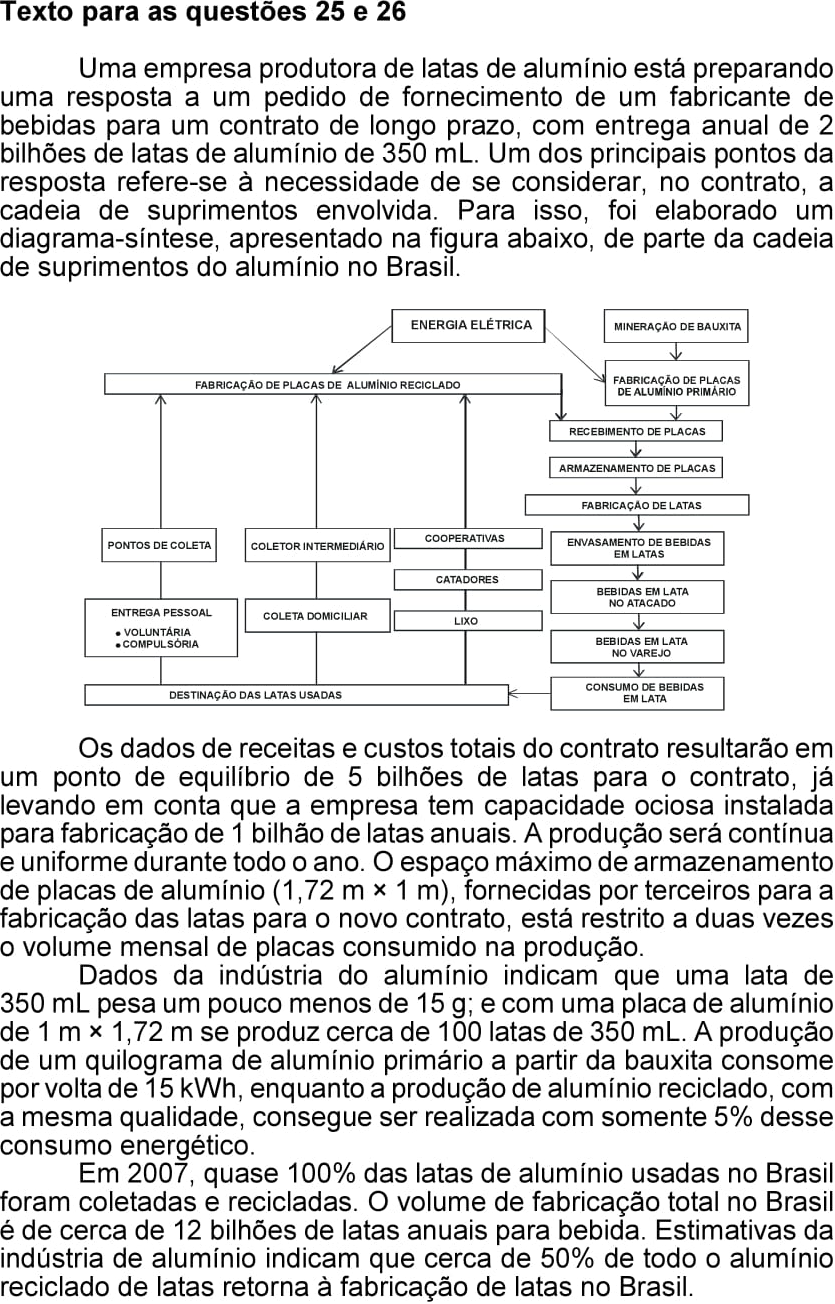 Texto para as questões 25 e 26
Uma empresa produtora de latas de alumínio está preparando
uma resposta a um pedido de fornecimento de um fabricante de
bebidas para um contrato de longo prazo, com entrega anual de 2
bilhões de latas de alumínio de 350 mL. Um dos principais pontos da
resposta refere-se à necessidade de se considerar, no contrato, a
cadeia de suprimentos envolvida. Para isso, foi elaborado um
diagrama-síntese, apresentado na figura abaixo, de parte da cadeia
de suprimentos do alumínio no Brasil.
ENERGIA ELÉTRICA
MINERAÇÃO DE BAUXITA
FABRICAÇÃO DE PLACAS DE ALUMÍNIO RECICLADO
FABRICAÇÃO DE PLACAS
DE ALUMÍNIO PRIMÁRIO
RECEBIMENTO DE PLACAS
ARMAZENAMENTO DE PLACAS
FABRICAÇÃO DE LATAS
PONTOS DE COLETA
COLETOR INTERMEDIÁRIO
COOPERATIVAS
ENVASAMENTO DE BEBIDAS
EM LATAS
CATADORES
BEBIDAS EM LATA
NO ATACADO
ENTREGA PESSOAL
• VOLUNTÁRIA
• COMPULSÓRIA
COLETA DOMICILIAR
LIXO
BEBIDAS EM LATA
NO VAREJO
DESTINAÇÃO DAS LATAS USADAS
CONSUMO DE BEBIDAS
EM LATA
Os dados de receitas e custos totais do contrato resultarão em
um ponto de equilíbrio de 5 bilhões de latas para o contrato, já
levando em conta que a empresa tem capacidade ociosa instalada
para fabricação de 1 bilhão de latas anuais. A produção será contínua
e uniforme durante todo o ano. O espaço máximo de armazenamento
de placas de alumínio (1,72 m × 1 m), fornecidas por terceiros para a
fabricação das latas para o novo contrato, está restrito a duas vezes
o volume mensal de placas consumido na produção.
Dados da indústria do alumínio indicam que uma lata de
350 mL pesa um pouco menos de 15 g; e com uma placa de alumínio
de 1 m × 1,72 m se produz cerca de 100 latas de 350 mL. A produção
de um quilograma de alumínio primário a partir da bauxita consome
por volta de 15 kWh, enquanto a produção de alumínio reciclado, com
a mesma qualidade, consegue ser realizada com somente 5% desse
consumo energético.
Em 2007, quase 100% das latas de alumínio usadas no Brasil
foram coletadas e recicladas. O volume de fabricação total no Brasil
é de cerca de 12 bilhões de latas anuais para bebida. Estimativas da
indústria de alumínio indicam que cerca de 50% de todo o alumínio
reciclado de latas retorna à fabricação de latas no Brasil.